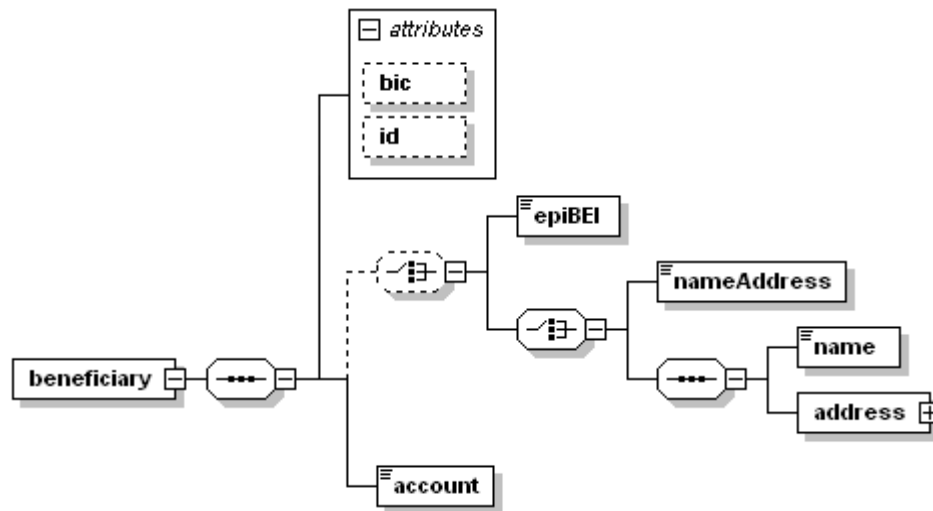 attributes
bic
id
epiBEI
nameAddress
name
beneficiary
address
account